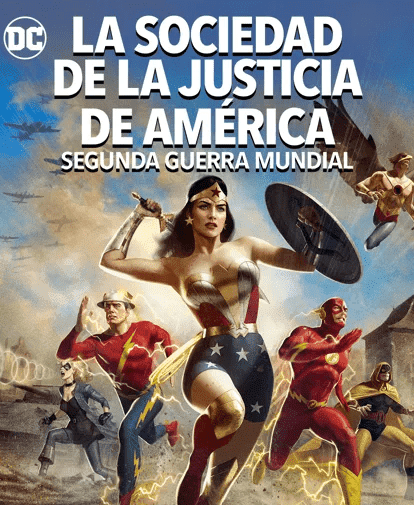 DC
LA SOCIEDAD
DE LA JUSTICIA
DE AMÉRICA
SEGUNDA GUERRA MUNDIAL